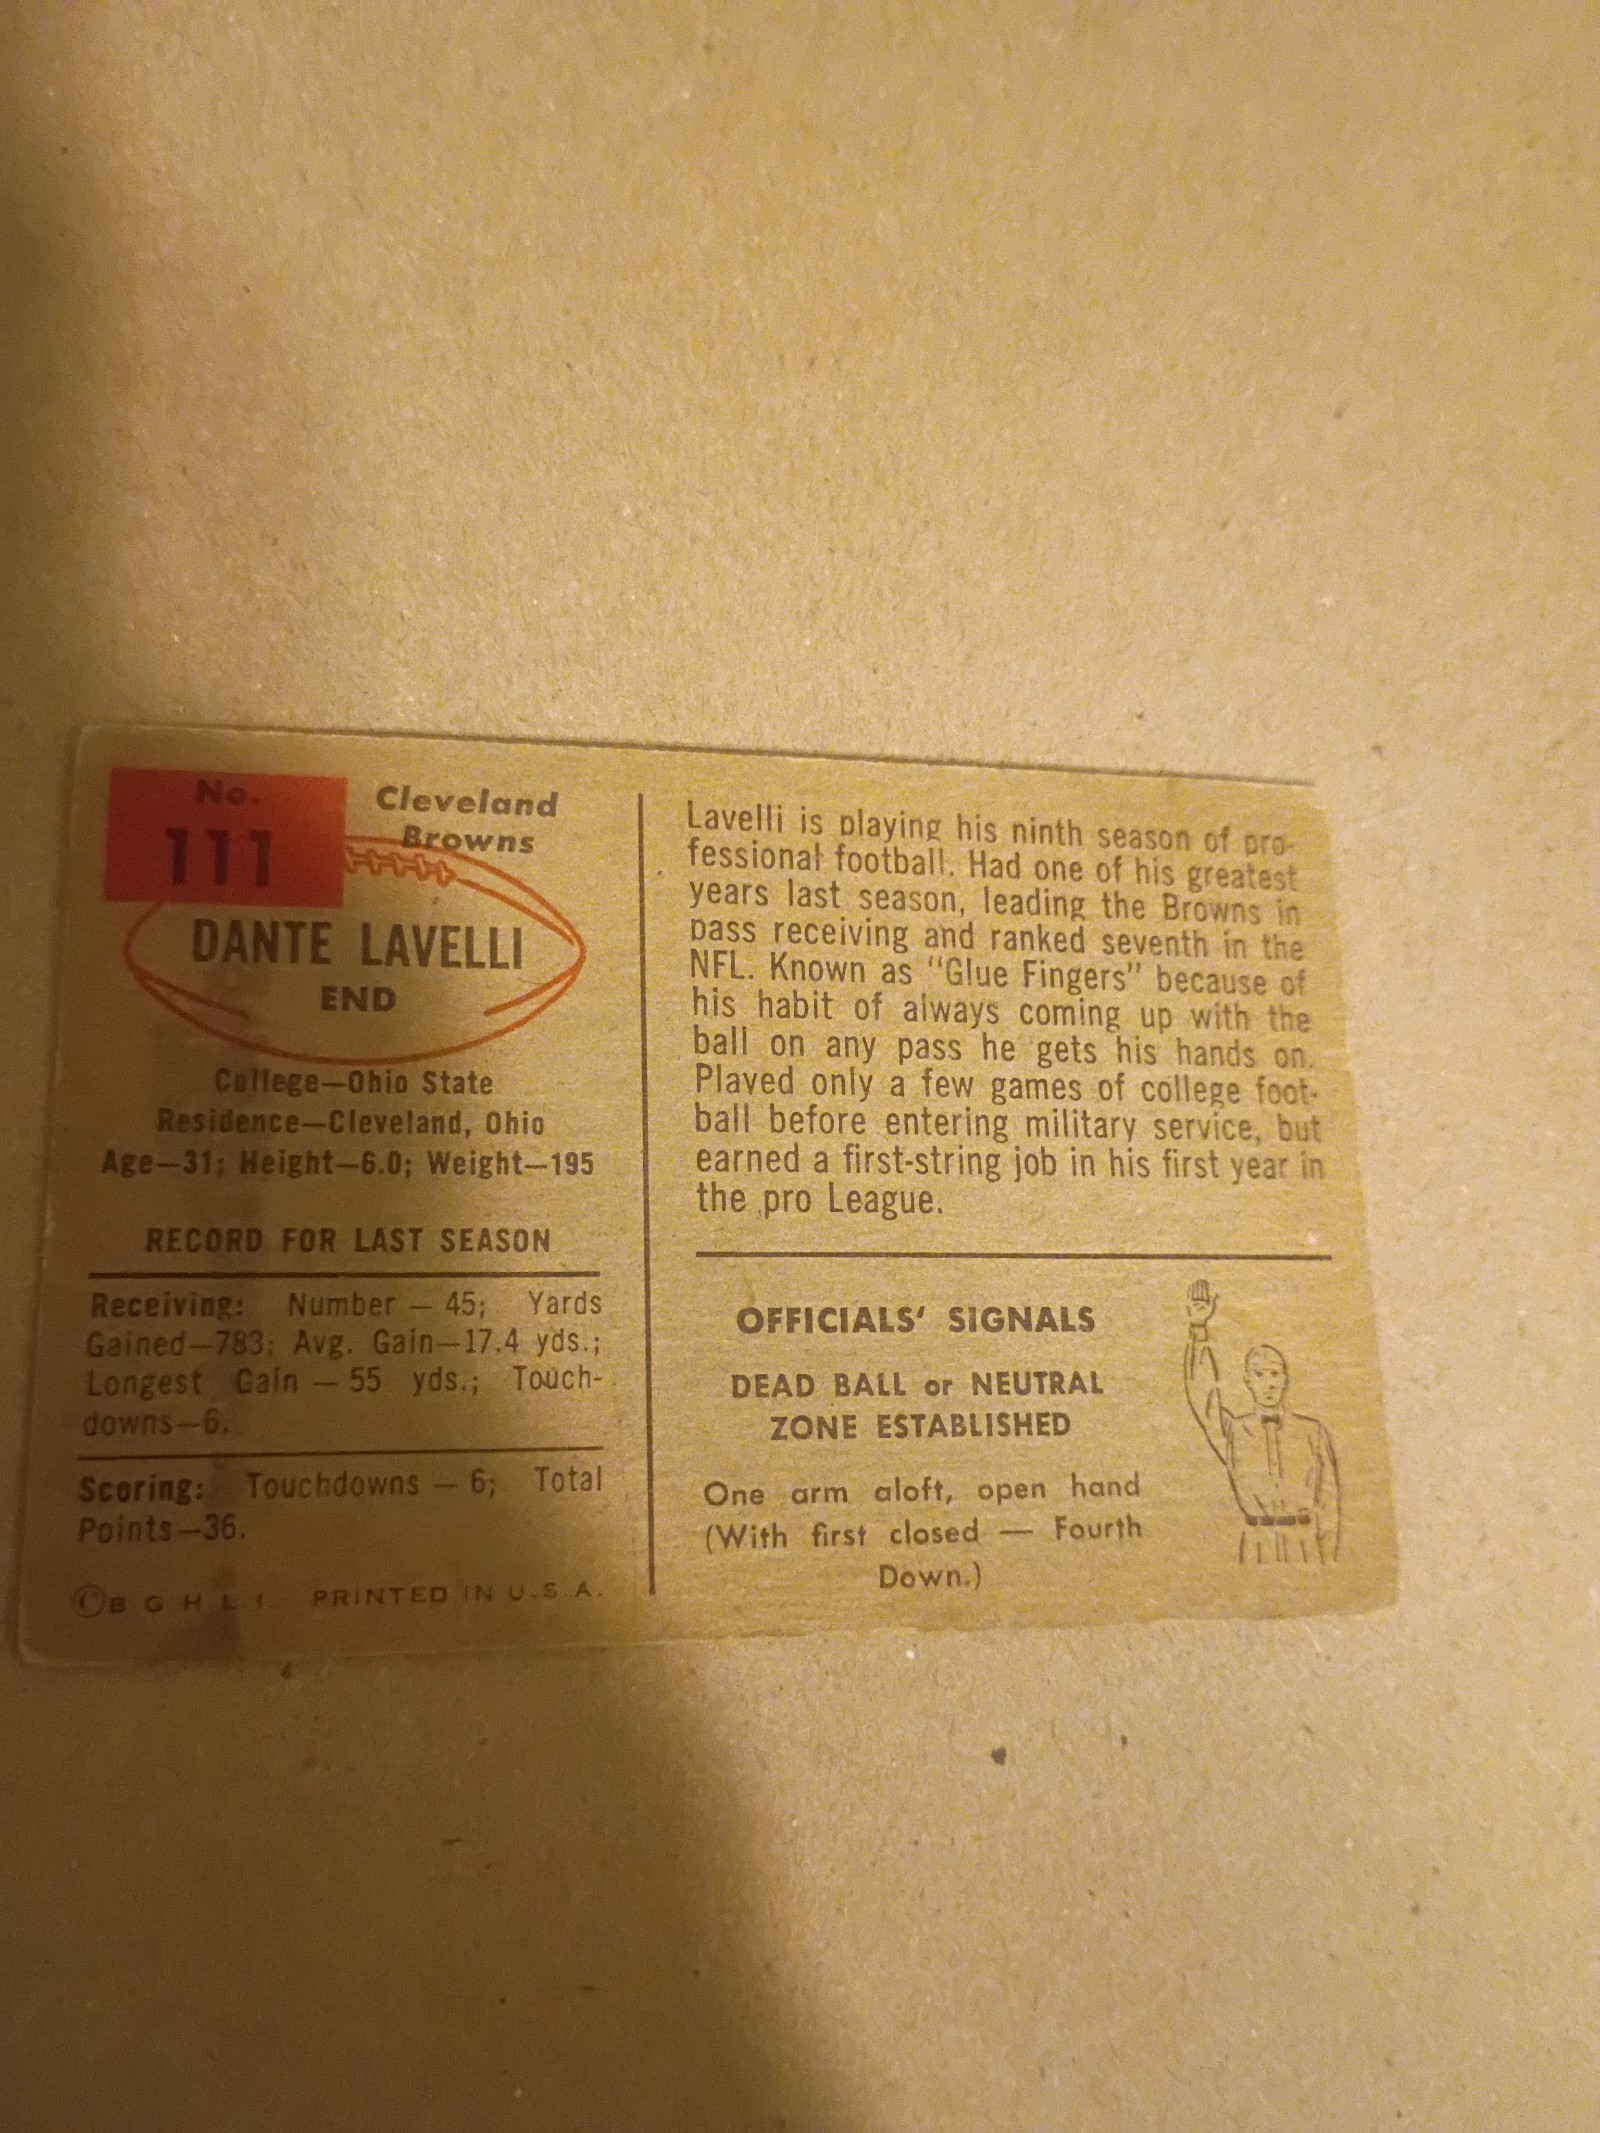 No.
111
Cleveland
Browns
DANTE LAVELLI
END
College—Ohio State
Residence—Cleveland, Ohio
Age—31; Height—6.0; Weight—195
RECORD FOR LAST SEASON
Receiving: Number — 45; Yards
Gained—783; Avg. Gain—17.4 yds.;
Longest Gain — 55 yds.; Touch-
downs—6.
Scoring: Touchdowns — 6; Total
Points—36.
© B G H L I PRINTED IN U.S.A.
Lavelli is playing his ninth season of pro-
fessional football. Had one of his greatest
years last season, leading the Browns in
pass receiving and ranked seventh in the
NFL. Known as "Glue Fingers" because of
his habit of always coming up with the
ball on any pass he gets his hands on.
Played only a few games of college foot-
ball before entering military service, but
earned a first-string job in his first year in
the pro League.
OFFICIALS' SIGNALS
DEAD BALL or NEUTRAL
ZONE ESTABLISHED
One arm aloft, open hand
(With first closed — Fourth
Down.)